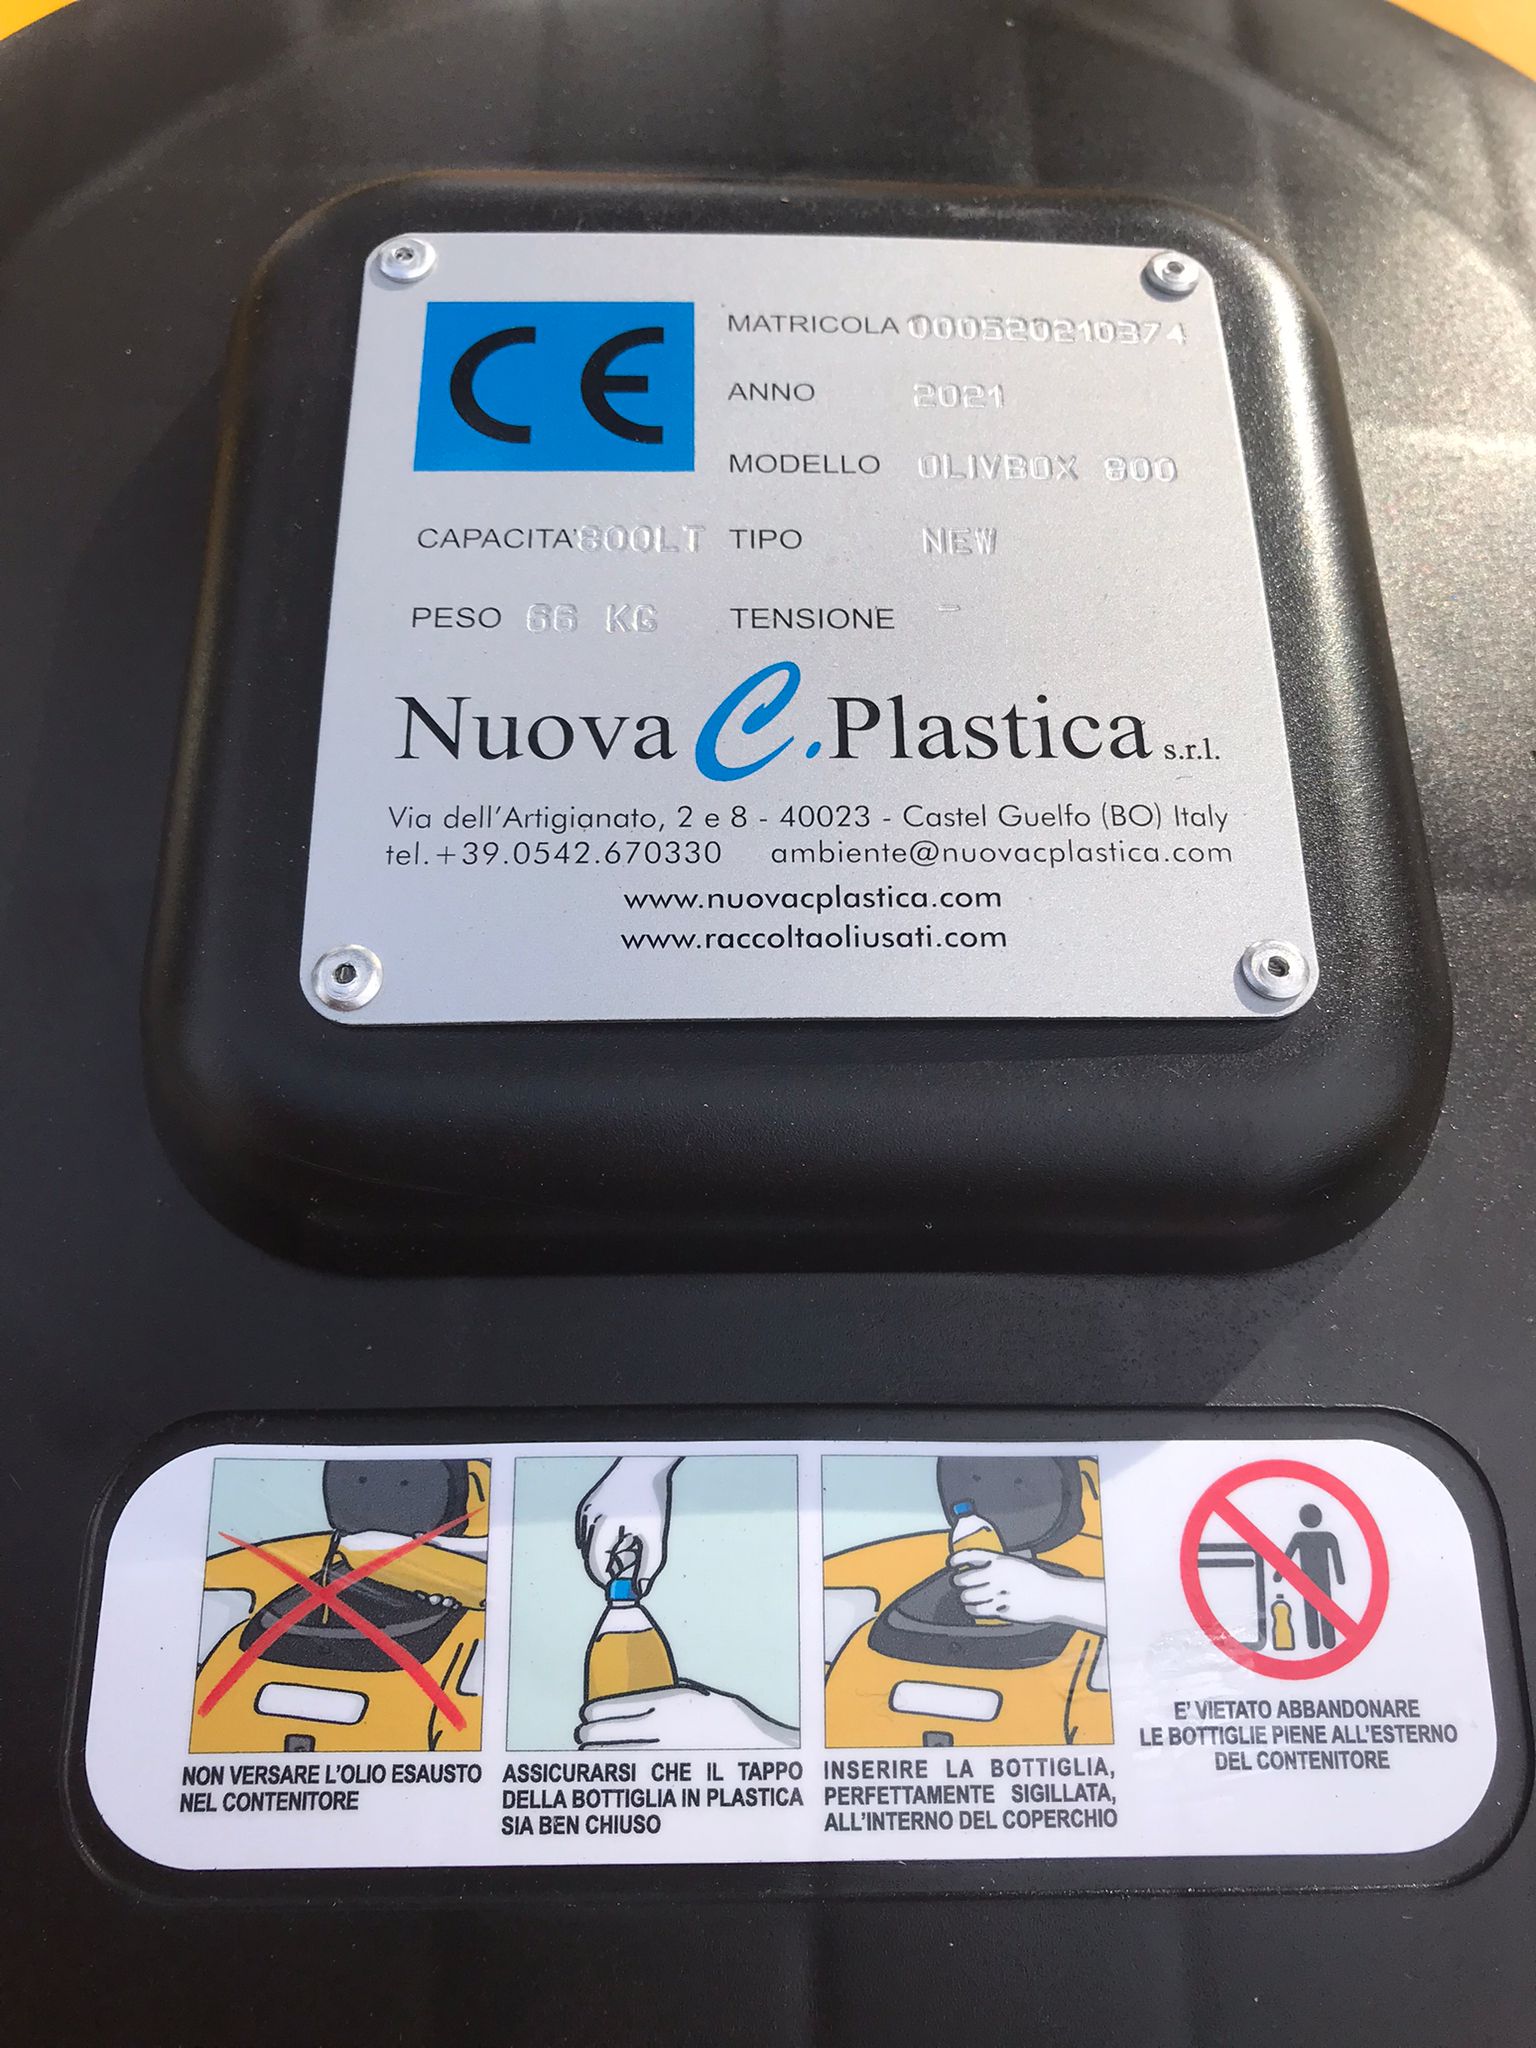 CE
MATRICOLA 000520210374
ANNO 2021
MODELLO OLIVBOX 800
CAPACITA' 800LT TIPO NEW
PESO 66 KG TENSIONE -
Nuova C. Plastica s.r.l.
Via dell'Artigianato, 2 e 8 - 40023 - Castel Guelfo (BO) Italy
tel.+39.0542.670330 ambiente@nuovacplastica.com
www.nuovacplastica.com
www.raccoltaoliusati.com
NON VERSARE L'OLIO ESAUSTO
NEL CONTENITORE
ASSICURARSI CHE IL TAPPO
DELLA BOTTIGLIA IN PLASTICA
SIA BEN CHIUSO
INSERIRE LA BOTTIGLIA,
PERFETTAMENTE SIGILLATA,
ALL'INTERNO DEL COPERCHIO
E' VIETATO ABBANDONARE
LE BOTTIGLIE PIENE ALL'ESTERNO
DEL CONTENITORE